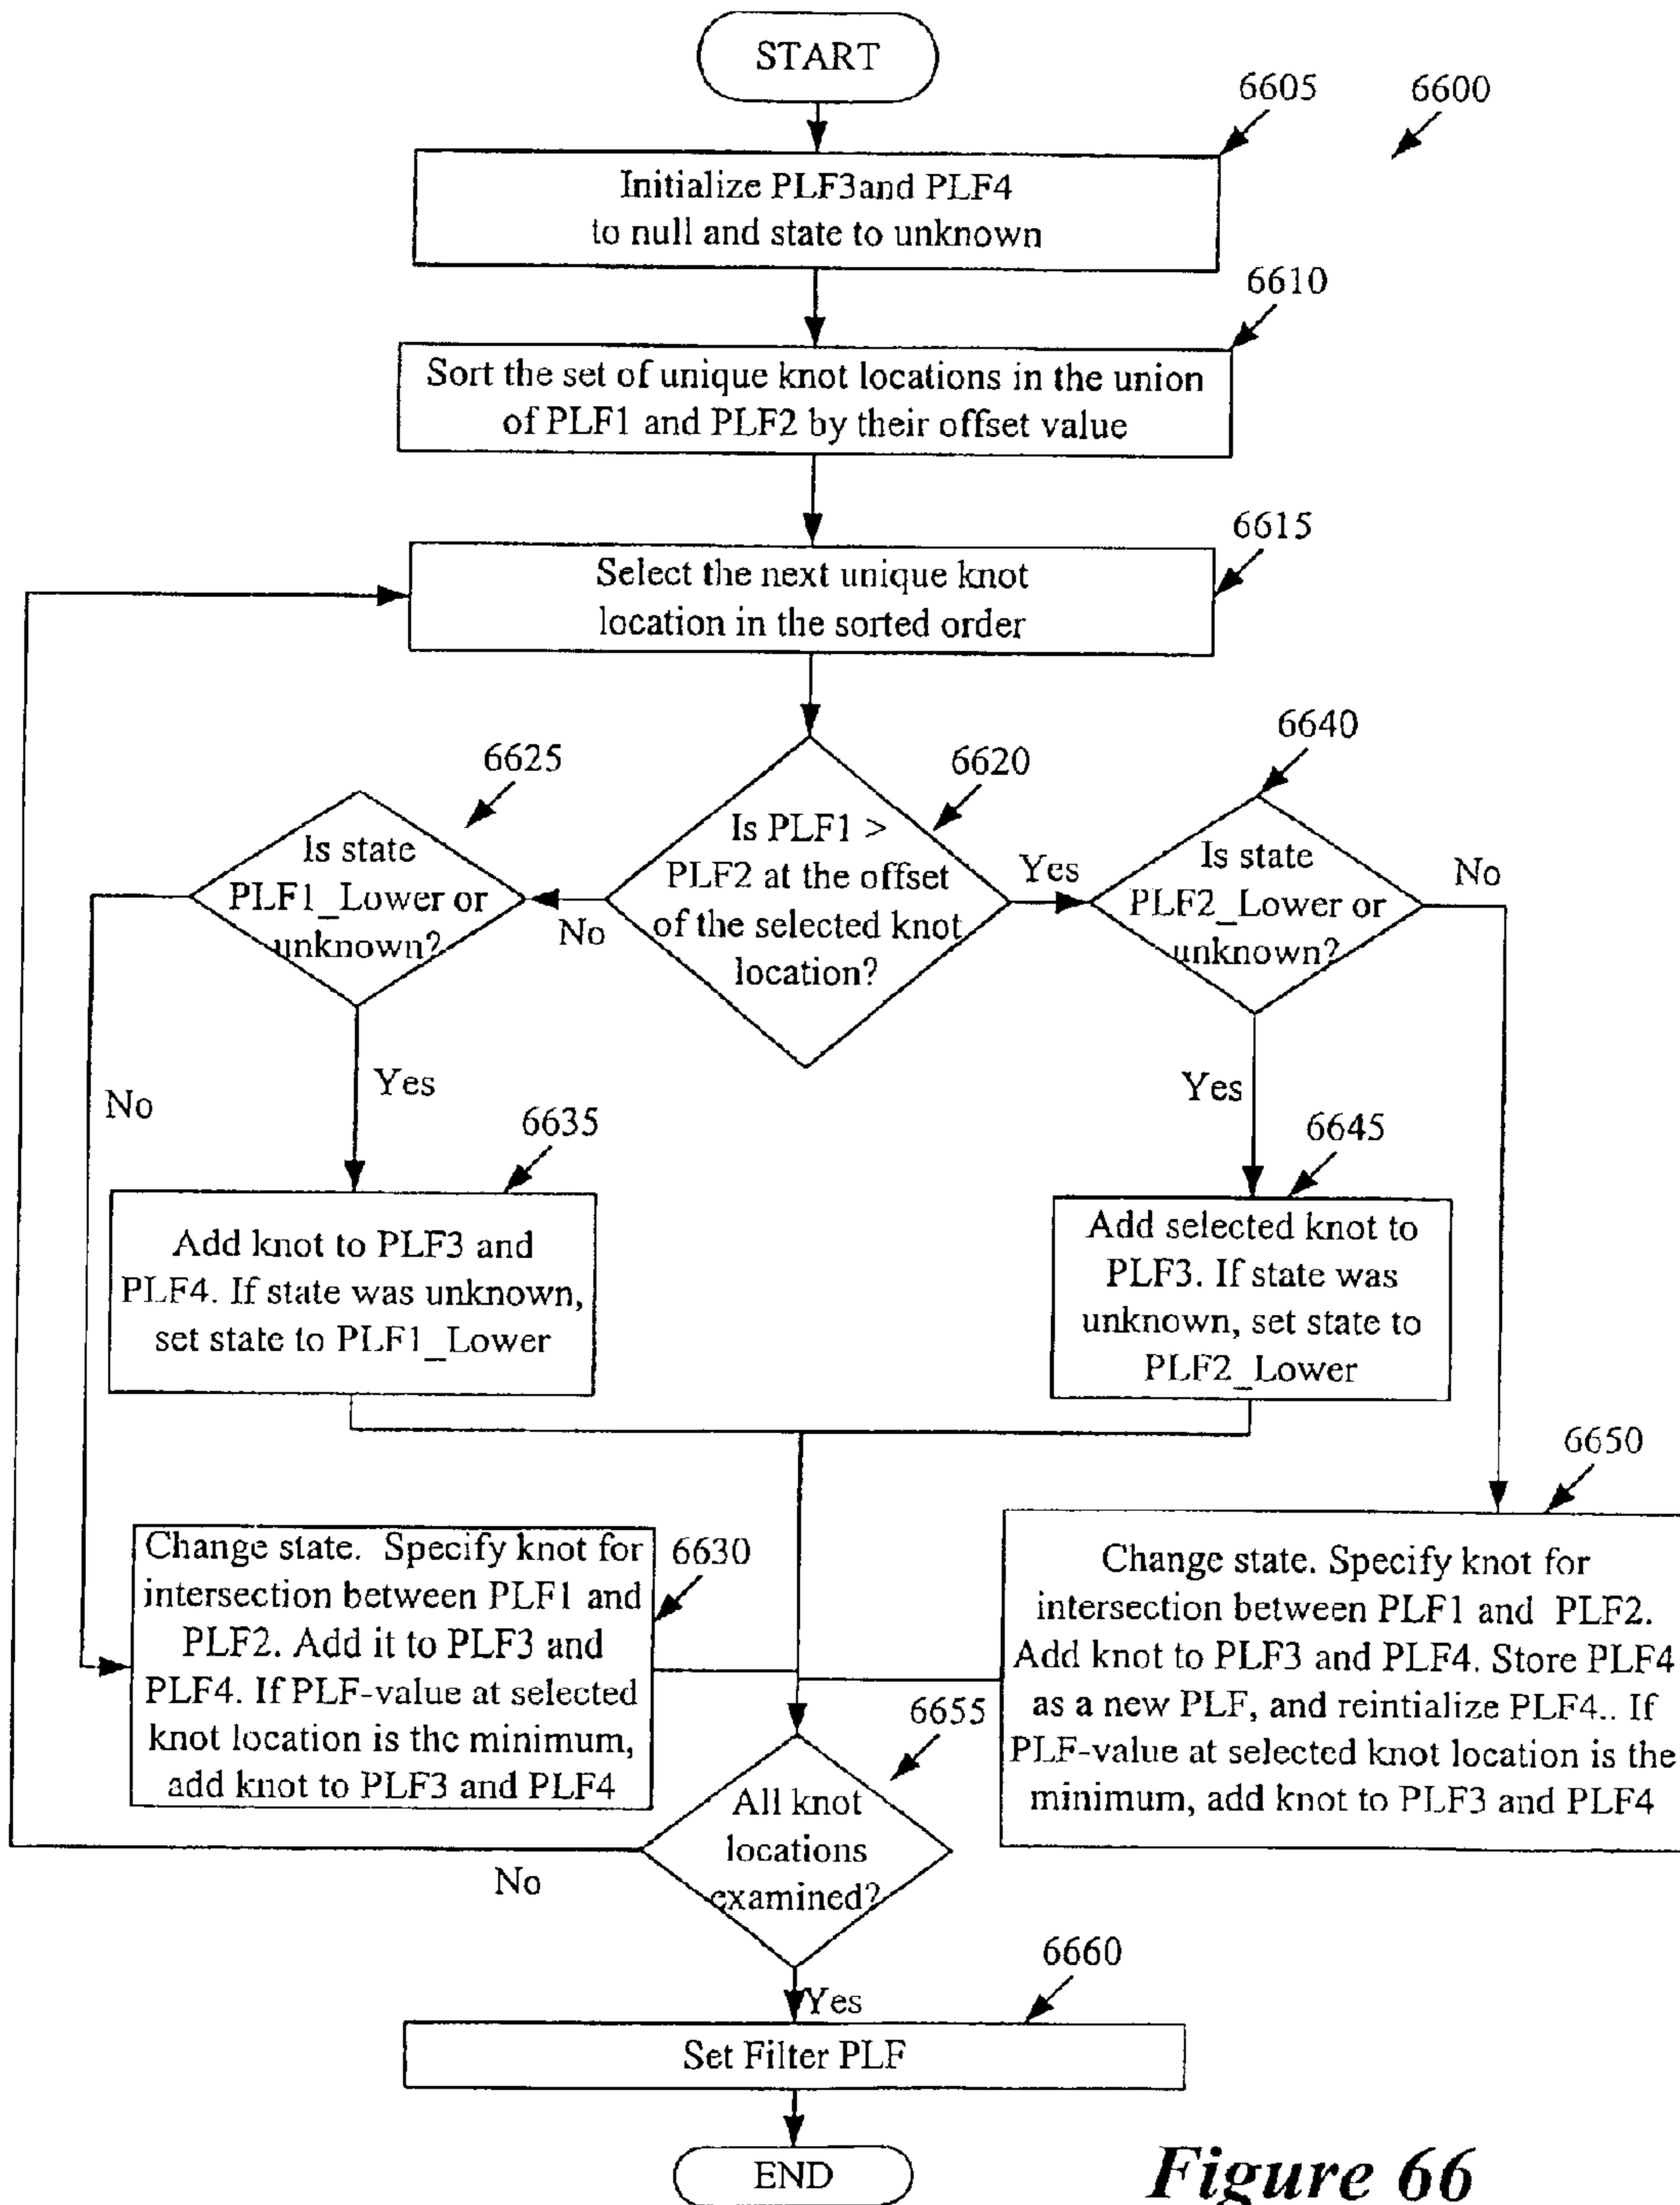 START
6605
6600
Initialize PLF3and PLF4
to null and state to unknown
6610
Sort the set of unique knot locations in the union
of PLF1 and PLF2 by their offset value
6615
Select the next unique knot
location in the sorted order
6625
6620
6640
Is state
PLF1_Lower or
unknown?
Is PLF1 >
PLF2 at the offset
of the selected knot
location?
Is state
PLF2_Lower or
unknown?
No
Yes
No
No
Yes
Yes
6635
6645
Add knot to PLF3 and
PLF4. If state was unknown,
set state to PLF1_Lower
Add selected knot to
PLF3. If state was
unknown, set state to
PLF2_Lower
6630
6650
Change state. Specify knot for
intersection between PLF1 and
PLF2. Add it to PLF3 and
PLF4. If PLF-value at selected
knot location is the minimum,
add knot to PLF3 and PLF4
Change state. Specify knot for
intersection between PLF1 and PLF2.
Add knot to PLF3 and PLF4. Store PLF4
as a new PLF, and reintialize PLF4.. If
PLF-value at selected knot location is the
minimum, add knot to PLF3 and PLF4
6655
All knot
locations
examined?
No
Yes
6660
Set Filter PLF
END
Figure 66